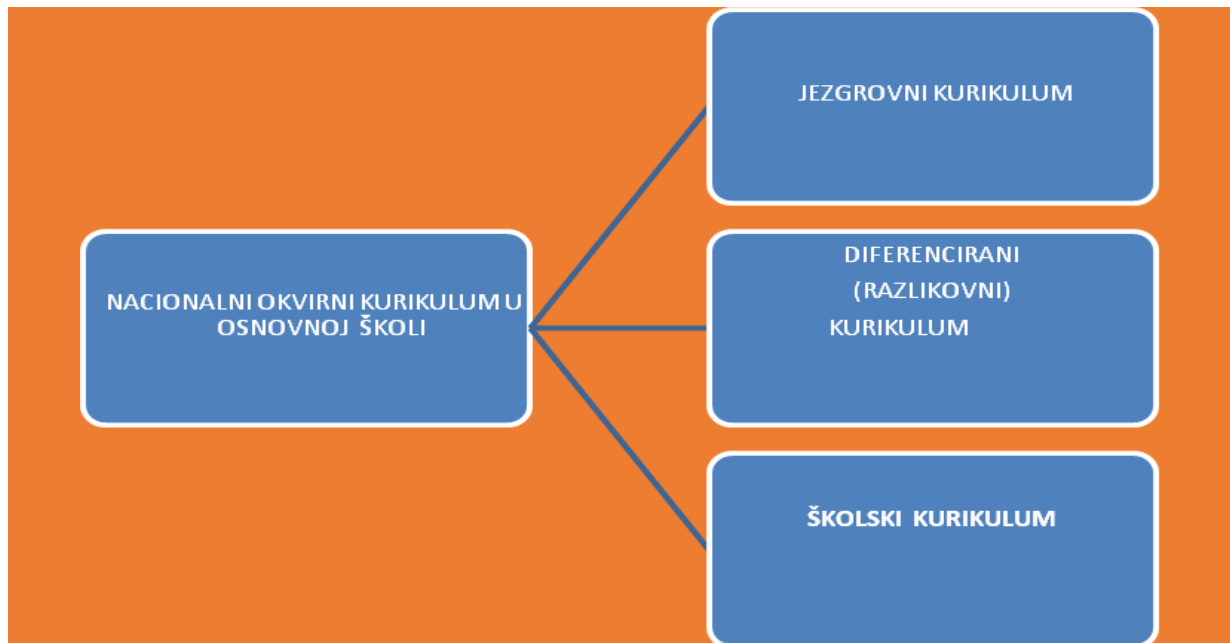 JEZGROVNI KURIKULUM
NACIONALNI OKVIRNI KURIKULUM U
OSNOVNOJ ŠKOLI
DIFERENCIRANI
(RAZLIKOVNI)
KURIKULUM
ŠKOLSKI KURIKULUM